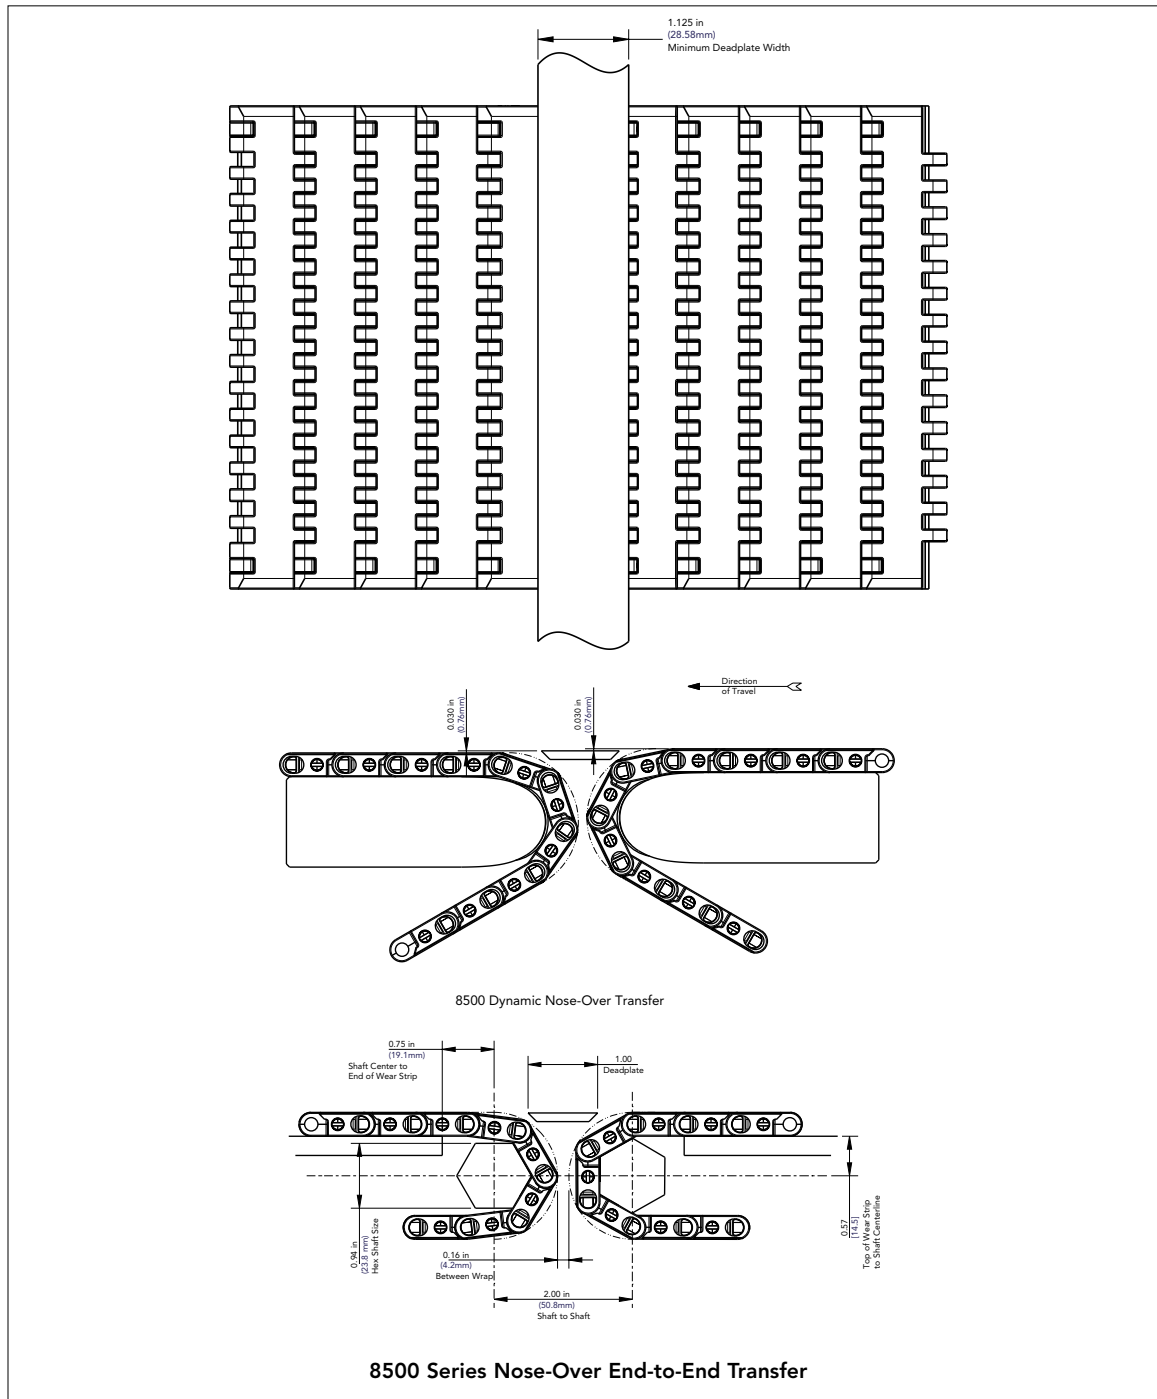 1.125 in
(28.58mm)
Minimum Deadplate Width
0.030 in
(0.76mm)
0.030 in
(0.76mm)
Direction
of Travel
8500 Dynamic Nose-Over Transfer
0.75 in
(19.1mm)
Shaft Center to
End of Wear Strip
1.00
Deadplate
0.94 in
(23.8 mm)
Hex Shaft Size
0.16 in
(4.2mm)
Between Wrap
2.00 in
(50.8mm)
Shaft to Shaft
0.57
[14.5]
Top of Wear Strip
to Shaft Centerline
8500 Series Nose-Over End-to-End Transfer